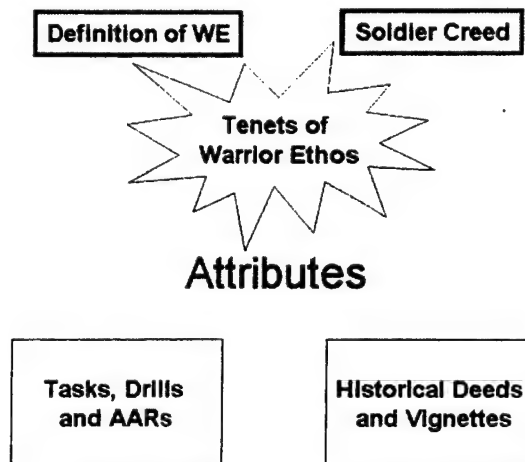 Definition of WE
Soldier Creed
Tenets of
Warrior Ethos
Attributes
Tasks, Drills
and AARs
Historical Deeds
and Vignettes